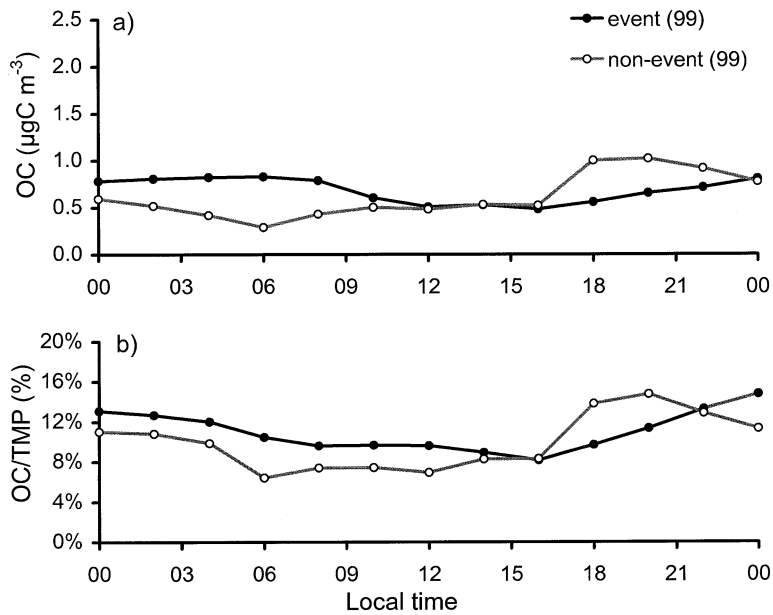 a)
event (99)
non-event (99)
OC (µgC m⁻³)
2.5
2.0
1.5
1.0
0.5
0.0
00 03 06 09 12 15 18 21 00
b)
OC/TMP (%)
20%
16%
12%
8%
4%
0%
00 03 06 09 12 15 18 21 00
Local time